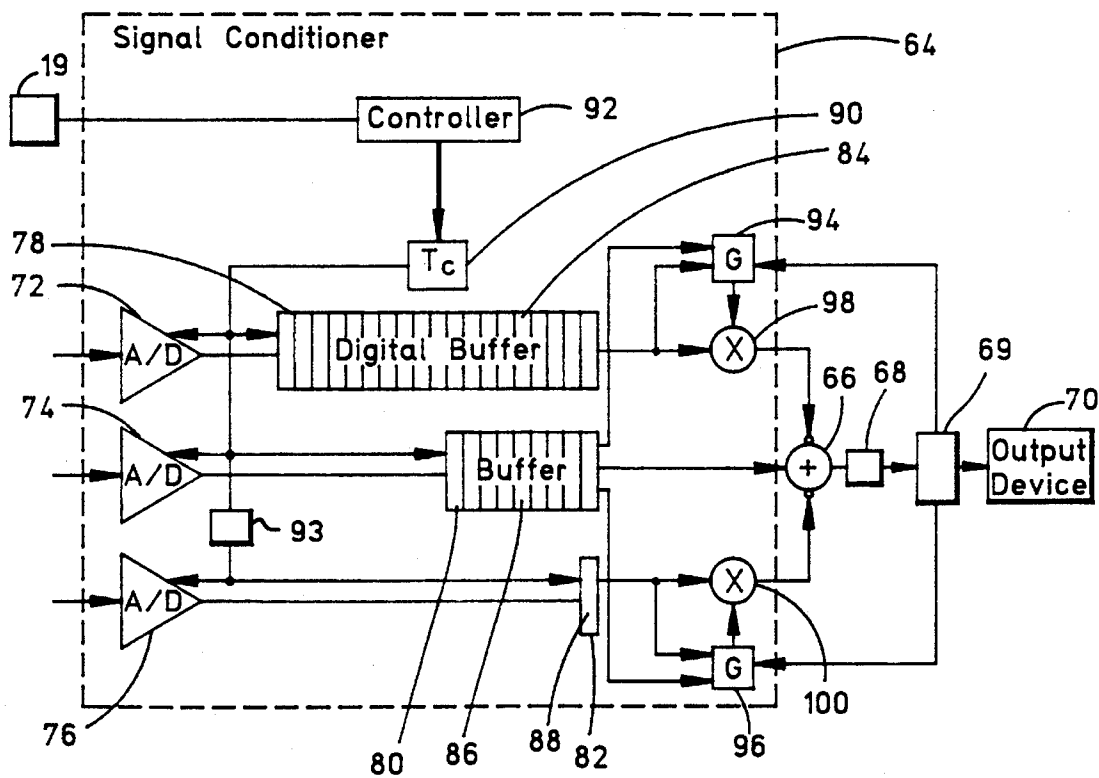 Signal Conditioner
64
19
Controller
92
90
84
94
78
Tc
G
72
98
A/D
Digital Buffer
X
66
68
69
70
74
A/D
Buffer
+
Output
Device
93
A/D
X
G
100
76
80
86
88
82
96